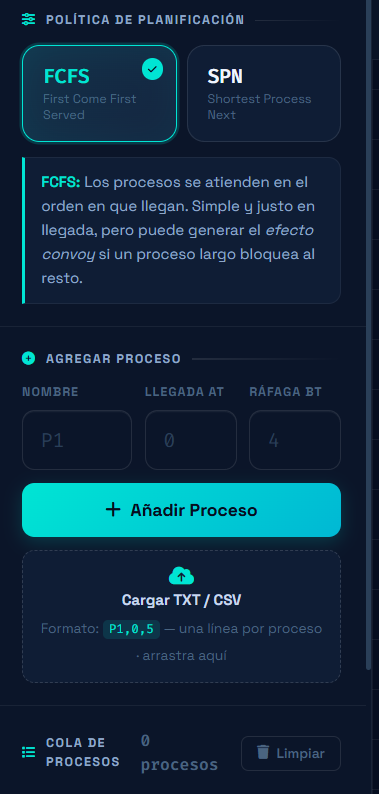 POLÍTICA DE PLANIFICACIÓN
FCFS
First Come First
Served
SPN
Shortest Process
Next
FCFS: Los procesos se atienden en el
orden en que llegan. Simple y justo en
llegada, pero puede generar el efecto
convoy si un proceso largo bloquea al
resto.
AGREGAR PROCESO
NOMBRE LLEGADA AT RÁFAGA BT
P1 0 4
+ Añadir Proceso
Cargar TXT / CSV
Formato: P1,0,5 — una línea por proceso
· arrastra aquí
COLA DE
PROCESOS
0
procesos
Limpiar